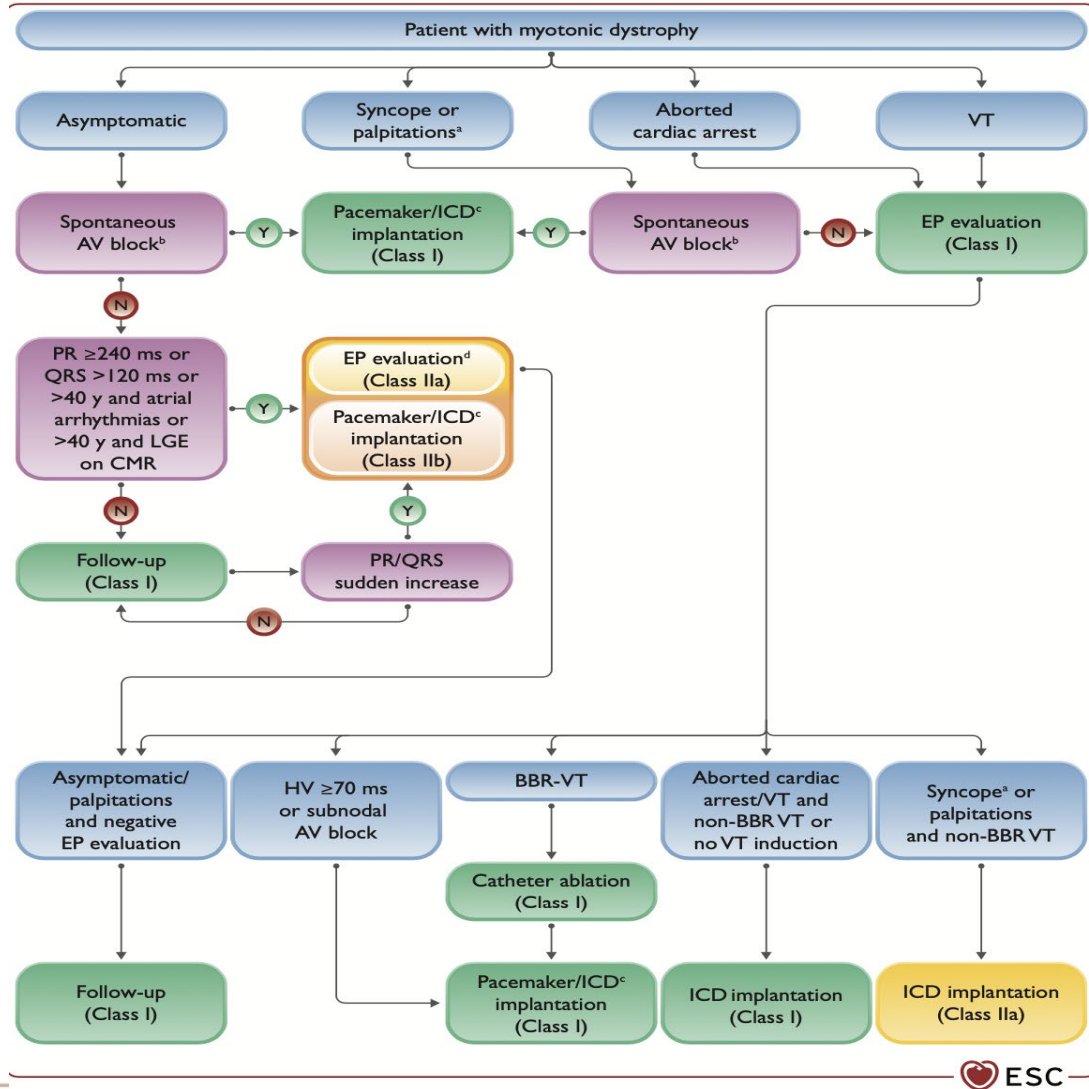 Patient with myotonic dystrophy
Asymptomatic
Syncope or
palpitationsᵃ
Aborted
cardiac arrest
VT
Spontaneous
AV blockᵇ
Y
Pacemaker/ICDᶜ
implantation
(Class I)
Y
Spontaneous
AV blockᵇ
N
EP evaluation
(Class I)
N
PR ≥240 ms or
QRS >120 ms or
>40 y and atrial
arrhythmias or
>40 y and LGE
on CMR
Y
EP evaluationᵈ
(Class IIa)
Pacemaker/ICDᶜ
implantation
(Class IIb)
N
Y
Follow-up
(Class I)
PR/QRS
sudden increase
N
Asymptomatic/
palpitations
and negative
EP evaluation
HV ≥70 ms
or subnodal
AV block
BBR-VT
Aborted cardiac
arrest/VT and
non-BBR VT or
no VT induction
Syncopeᵃ or
palpitations
and non-BBR VT
Catheter ablation
(Class I)
Follow-up
(Class I)
Pacemaker/ICDᶜ
implantation
(Class I)
ICD implantation
(Class I)
ICD implantation
(Class IIa)
ESC